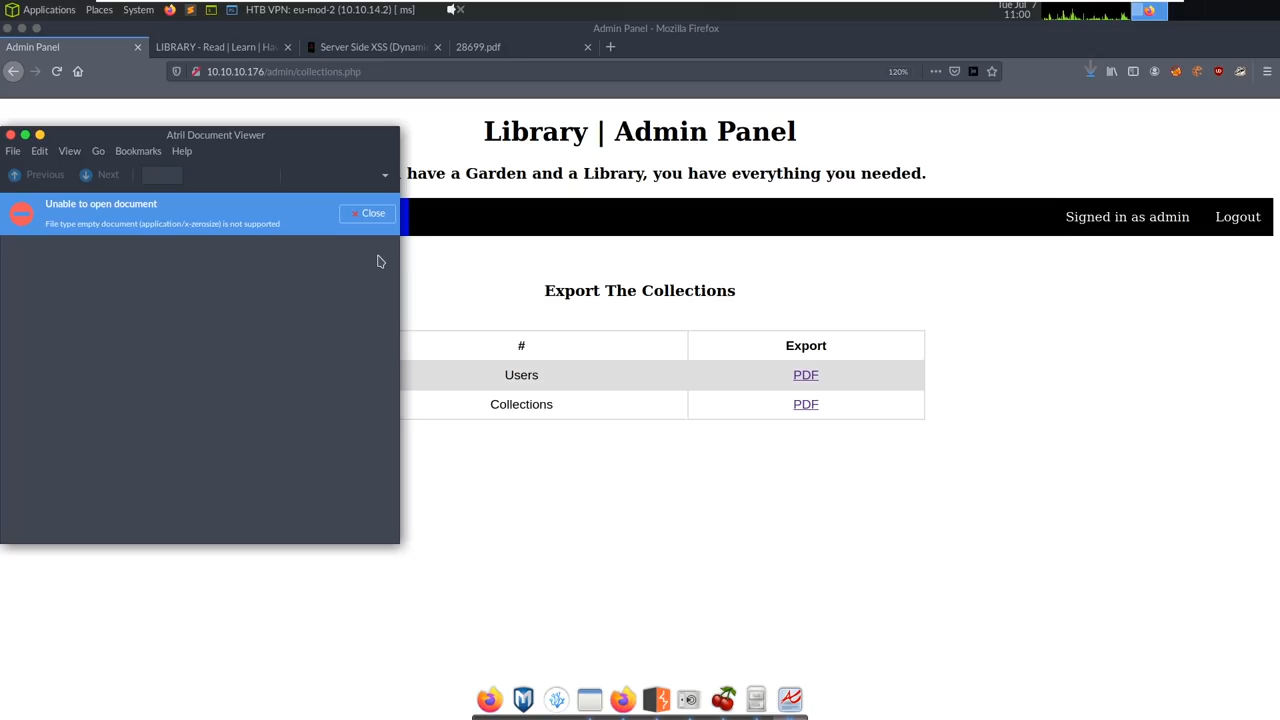 Applications Places System HTB VPN: eu-mod-2 (10.10.14.2) [ ms]
Tue Jul 7
11:00
Admin Panel - Mozilla Firefox
Admin Panel
LIBRARY - Read | Learn | Ha
Server Side XSS (Dynami
28699.pdf
10.10.10.176/admin/collections.php
120%
Library | Admin Panel
have a Garden and a Library, you have everything you needed.
Signed in as admin Logout
Atril Document Viewer
File Edit View Go Bookmarks Help
Previous Next
Unable to open document
File type empty document (application/x-zerosize) is not supported
Close
Export The Collections
# Export
Users PDF
Collections PDF